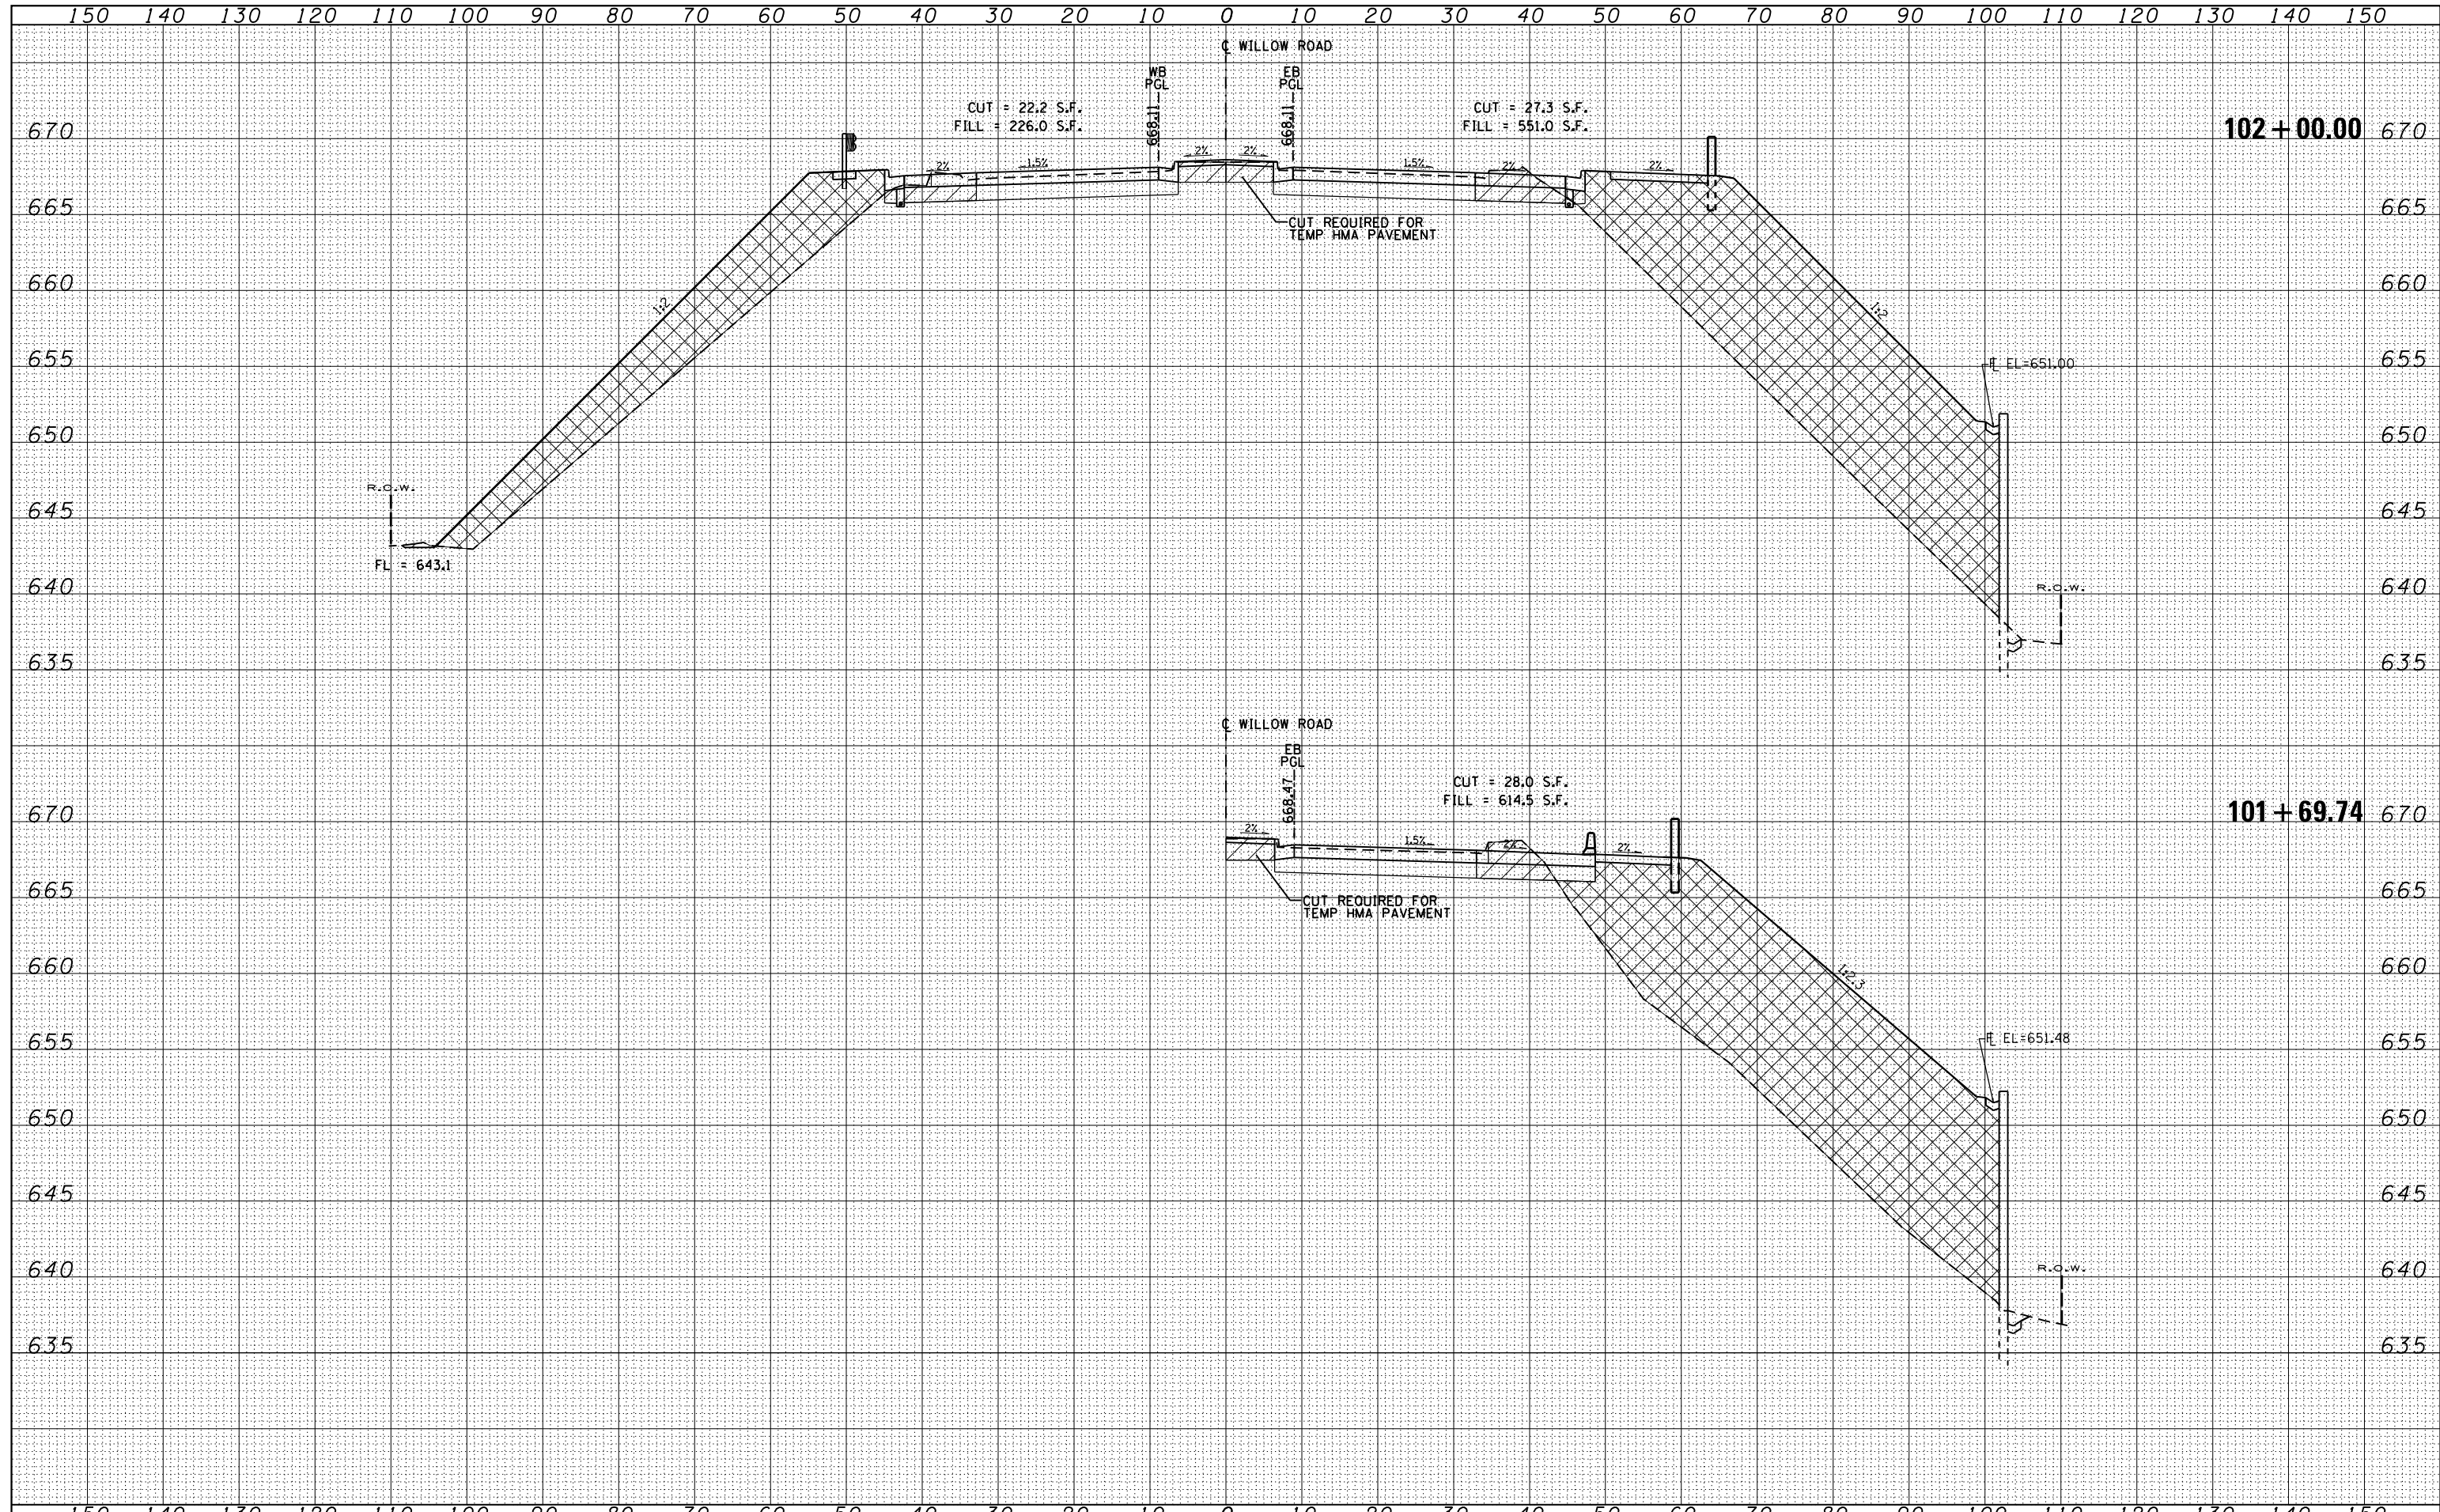 150 140 130 120 110 100 90 80 70 60 50 40 30 20 10 0 10 20 30 40 50 60 70 80 90 100 110 120 130 140 150
℄ WILLOW ROAD
WB PGL
EB PGL
CUT = 22.2 S.F.
FILL = 226.0 S.F.
668.11
668.11
CUT = 27.3 S.F.
FILL = 551.0 S.F.
670
102+00.00
670
2%
1.5%
2%
2%
1.5%
2%
2%
665
CUT REQUIRED FOR
TEMP HMA PAVEMENT
665
660
1:2
1:2
660
655
FL EL=651.00
655
650
650
R.O.W.
645
645
FL = 643.1
640
R.O.W.
640
635
635
℄ WILLOW ROAD
EB
PGL
668.47
CUT = 28.0 S.F.
FILL = 614.5 S.F.
670
101+69.74
670
2%
1.5%
2%
2%
665
CUT REQUIRED FOR
TEMP HMA PAVEMENT
665
660
1:2.3
660
655
FL EL=651.48
655
650
650
645
645
640
R.O.W.
640
635
635
150 140 130 120 110 100 90 80 70 60 50 40 30 20 10 0 10 20 30 40 50 60 70 80 90 100 110 120 130 140 150